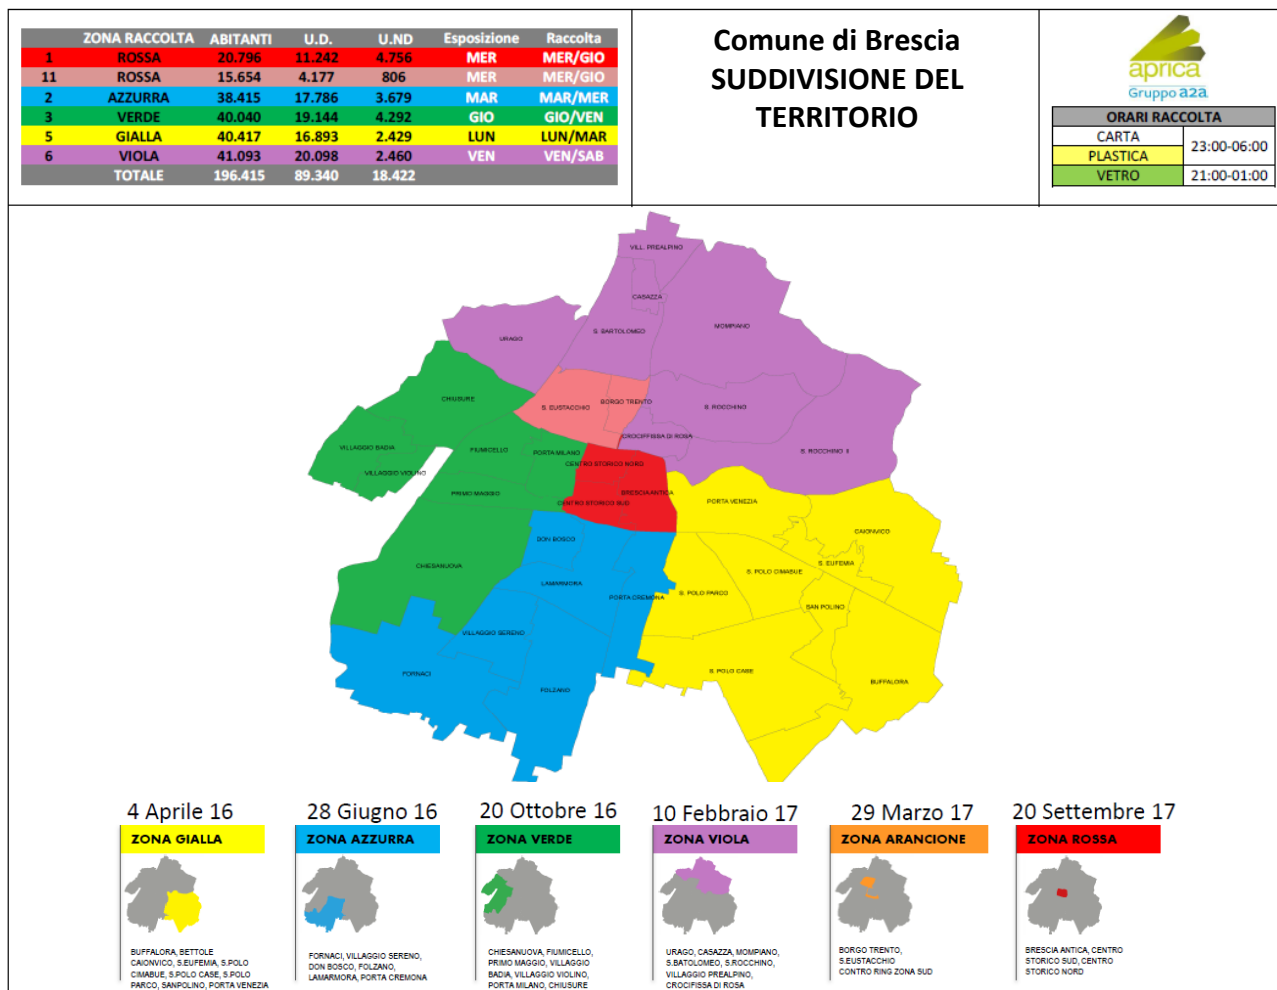 ZONA RACCOLTA ABITANTI U.D. U.ND Esposizione Raccolta
1 ROSSA 20.796 11.242 4.756 MER MER/GIO
11 ROSSA 15.654 4.177 806 MER MER/GIO
2 AZZURRA 38.415 17.786 3.679 MAR MAR/MER
3 VERDE 40.040 19.144 4.292 GIO GIO/VEN
5 GIALLA 40.417 16.893 2.429 LUN LUN/MAR
6 VIOLA 41.093 20.098 2.460 VEN VEN/SAB
TOTALE 196.415 89.340 18.422
Comune di Brescia
SUDDIVISIONE DEL
TERRITORIO
aprica
Gruppo a2a
ORARI RACCOLTA
CARTA
PLASTICA
23:00-06:00
VETRO 21:00-01:00
VILL. PREALPINO
CASAZZA
MOMPIANO
S. BARTOLOMEO
URAGO
CHIUSURE
S. EUSTACCHIO
BORGO TRENTO
S. ROCCHINO
CROCIFFISSA DI ROSA
VILLAGGIO BADIA
FIUMICELLO
PORTA MILANO
S. ROCCHINO II
CENTRO STORICO NORD
VILLAGGIO VIOLINO
PRIMO MAGGIO
BRESCIA ANTICA
CENTRO STORICO SUD
PORTA VENEZIA
CAIONVICO
DON BOSCO
S. EUFEMIA
CHIESANUOVA
S. POLO CIMABUE
LAMARMORA
S. POLO PARCO
PORTA CREMONA
SAN POLINO
VILLAGGIO SERENO
FORNACI
S. POLO CASE
BUFFALORA
FOLZANO
4 Aprile 16
ZONA GIALLA
BUFFALORA, BETTOLE
CAIONVICO, S.EUFEMIA, S.POLO
CIMABUE, S.POLO CASE, S.POLO
PARCO, SANPOLINO, PORTA VENEZIA
28 Giugno 16
ZONA AZZURRA
FORNACI, VILLAGGIO SERENO,
DON BOSCO, FOLZANO,
LAMARMORA, PORTA CREMONA
20 Ottobre 16
ZONA VERDE
CHIESANUOVA, FIUMICELLO,
PRIMO MAGGIO, VILLAGGIO
BADIA, VILLAGGIO VIOLINO,
PORTA MILANO, CHIUSURE
10 Febbraio 17
ZONA VIOLA
URAGO, CASAZZA, MOMPIANO,
S.BATOLOMEO, S.ROCCHINO,
VILLAGGIO PREALPINO,
CROCIFISSA DI ROSA
29 Marzo 17
ZONA ARANCIONE
BORGO TRENTO,
S.EUSTACCHIO
CONTRO RING ZONA SUD
20 Settembre 17
ZONA ROSSA
BRESCIA ANTICA, CENTRO
STORICO SUD, CENTRO
STORICO NORD